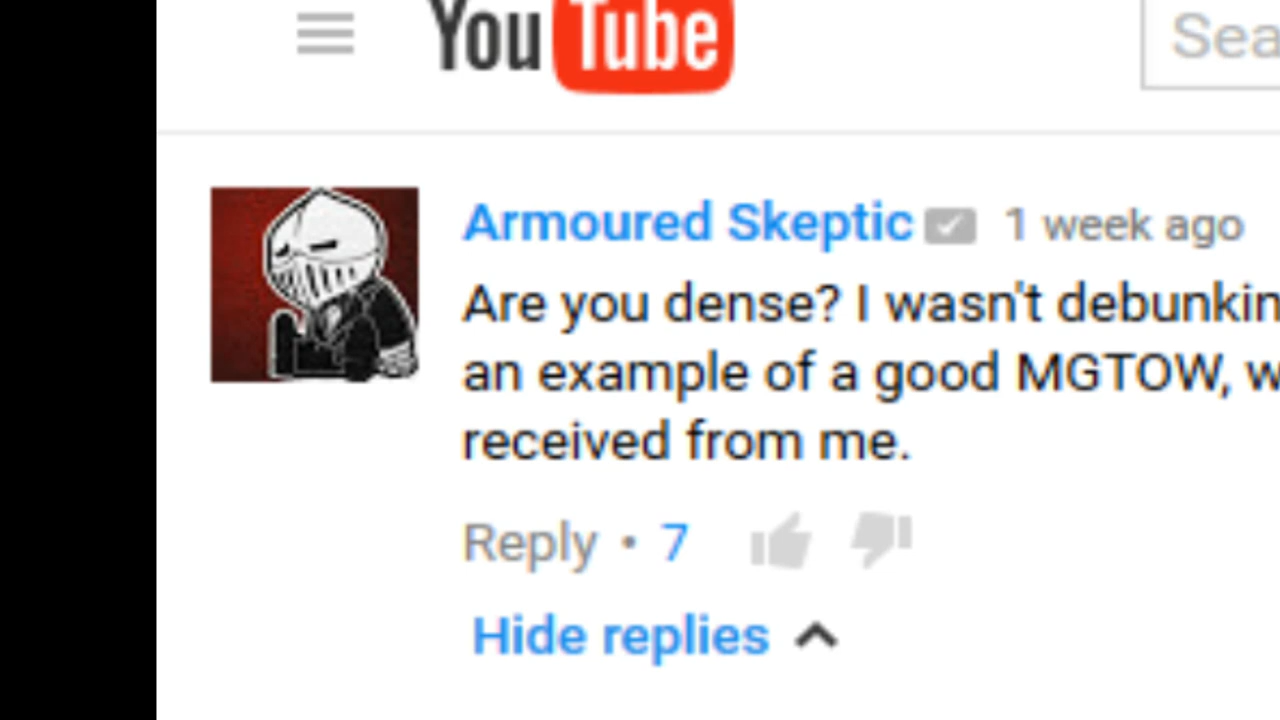 YouTube
Sea
Armoured Skeptic 1 week ago
Are you dense? I wasn't debunkin
an example of a good MGTOW, w
received from me.
Reply • 7
Hide replies